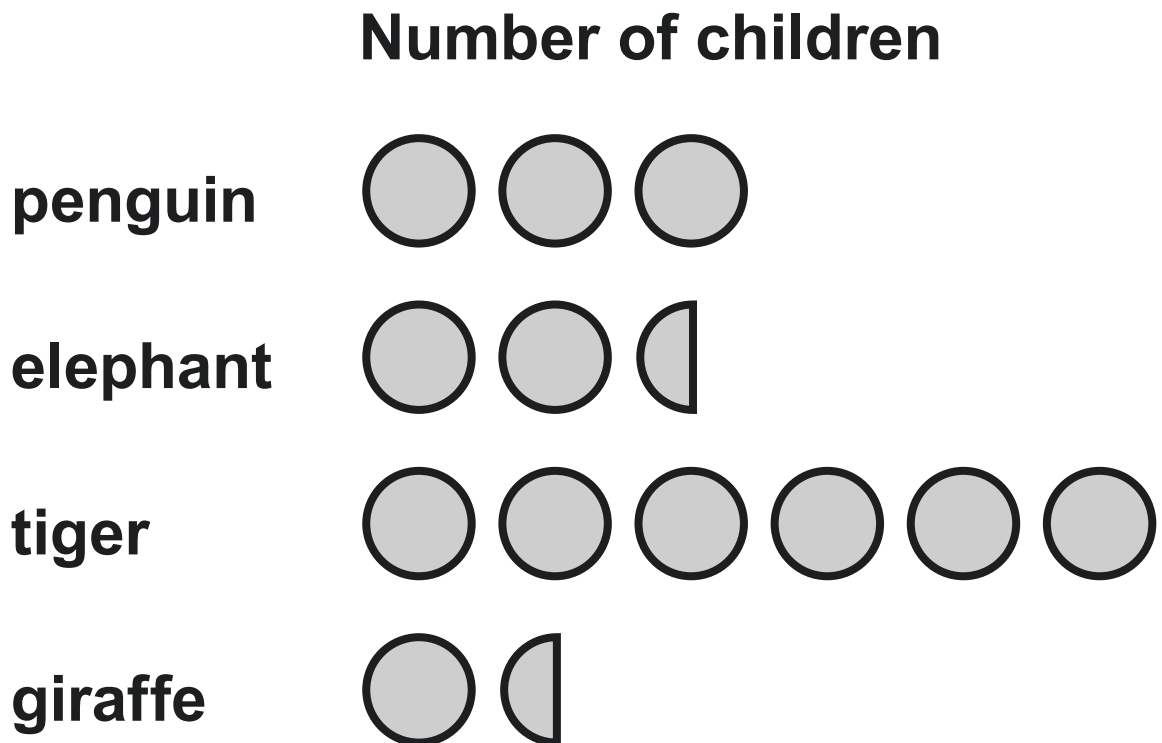 Number of children
penguin
elephant
tiger
giraffe